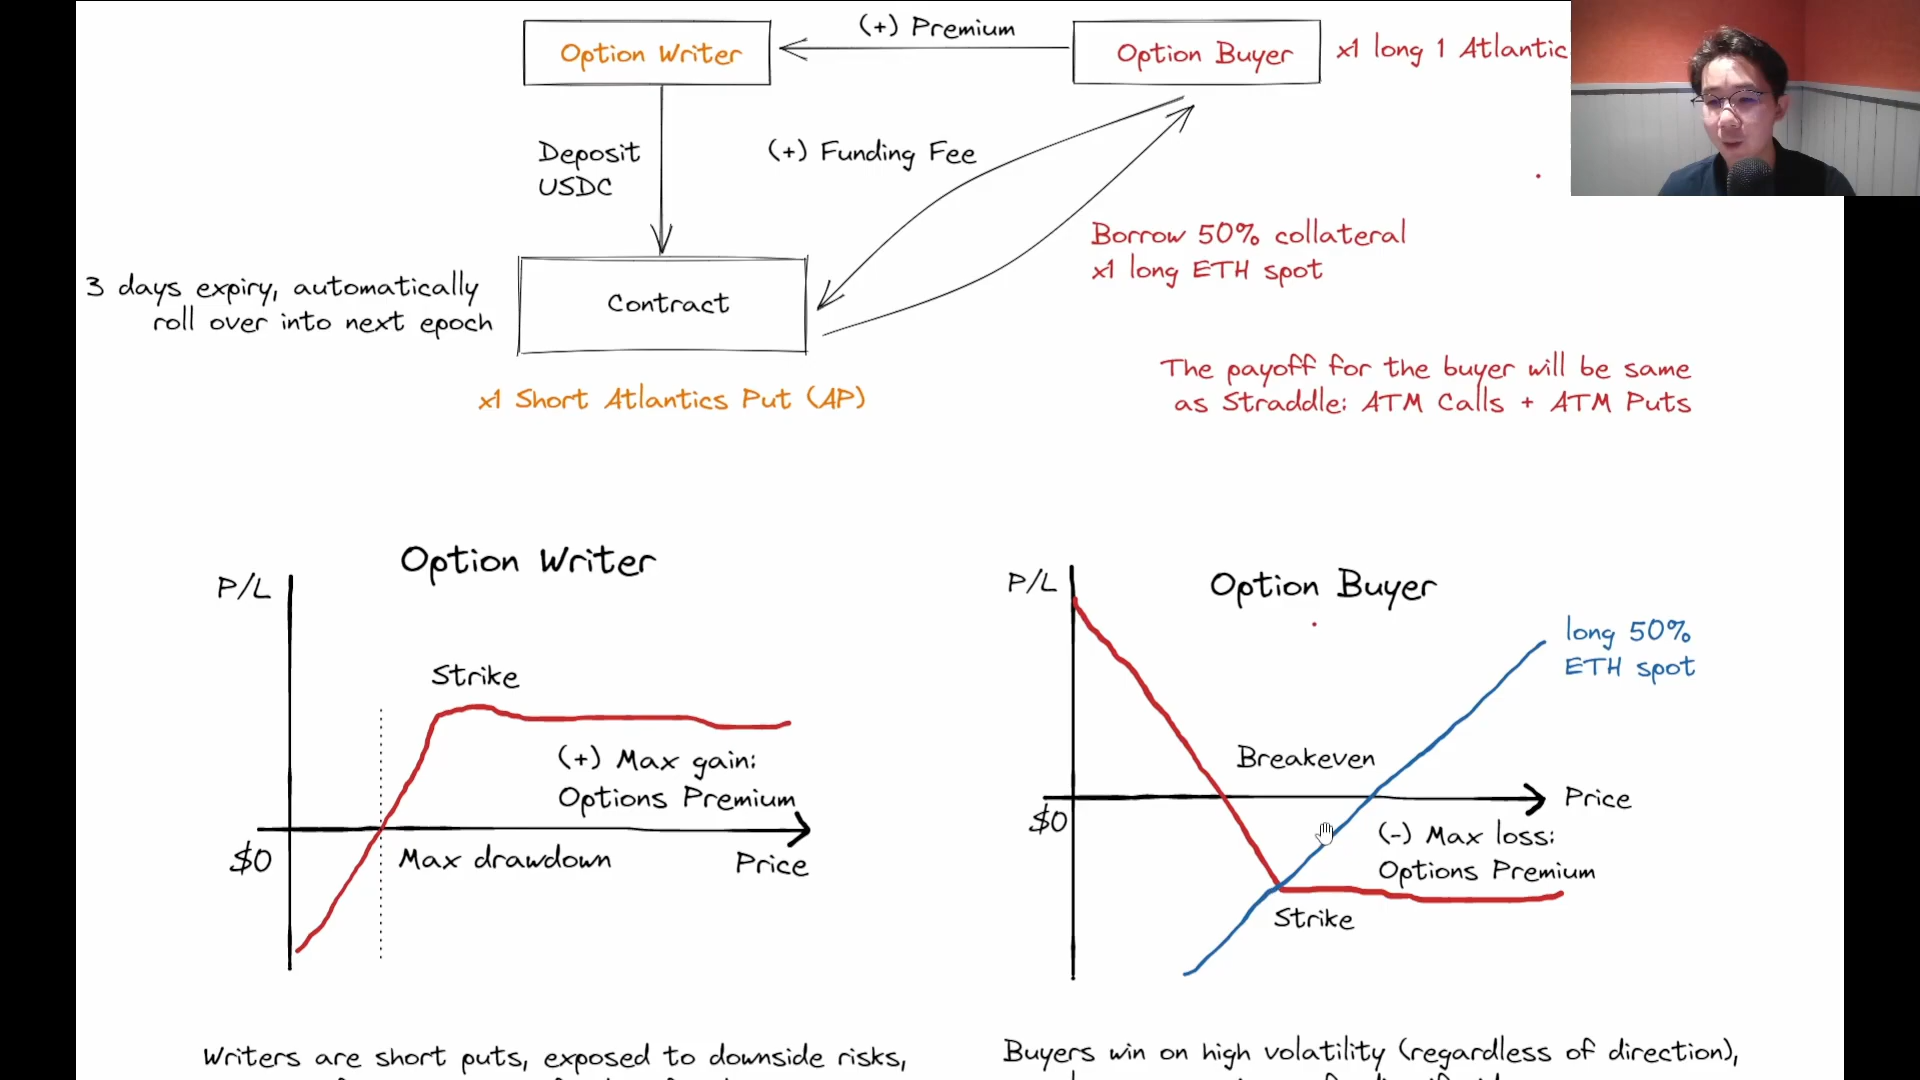 (+) Premium
Option Writer
Option Buyer
x1 long 1 Atlantic
Deposit
USDC
(+) Funding Fee
Borrow 50% collateral
x1 long ETH spot
3 days expiry, automatically
roll over into next epoch
Contract
x1 Short Atlantics Put (AP)
The payoff for the buyer will be same
as Straddle: ATM Calls + ATM Puts
Option Writer
P/L
Strike
(+) Max gain:
Options Premium
$0
Max drawdown
Price
Option Buyer
P/L
long 50%
ETH spot
Breakeven
$0
Price
(-) Max loss:
Options Premium
Strike
Writers are short puts, exposed to downside risks,
Buyers win on high volatility (regardless of direction),